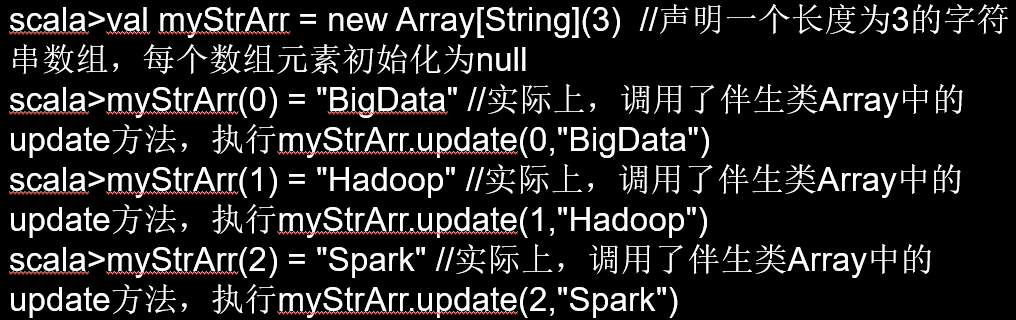 scala>val myStrArr = new Array[String](3)  //声明一个长度为3的字符
串数组，每个数组元素初始化为null
scala>myStrArr(0) = "BigData" //实际上，调用了伴生类Array中的
update方法，执行myStrArr.update(0,"BigData")
scala>myStrArr(1) = "Hadoop" //实际上，调用了伴生类Array中的
update方法，执行myStrArr.update(1,"Hadoop")
scala>myStrArr(2) = "Spark" //实际上，调用了伴生类Array中的
update方法，执行myStrArr.update(2,"Spark")